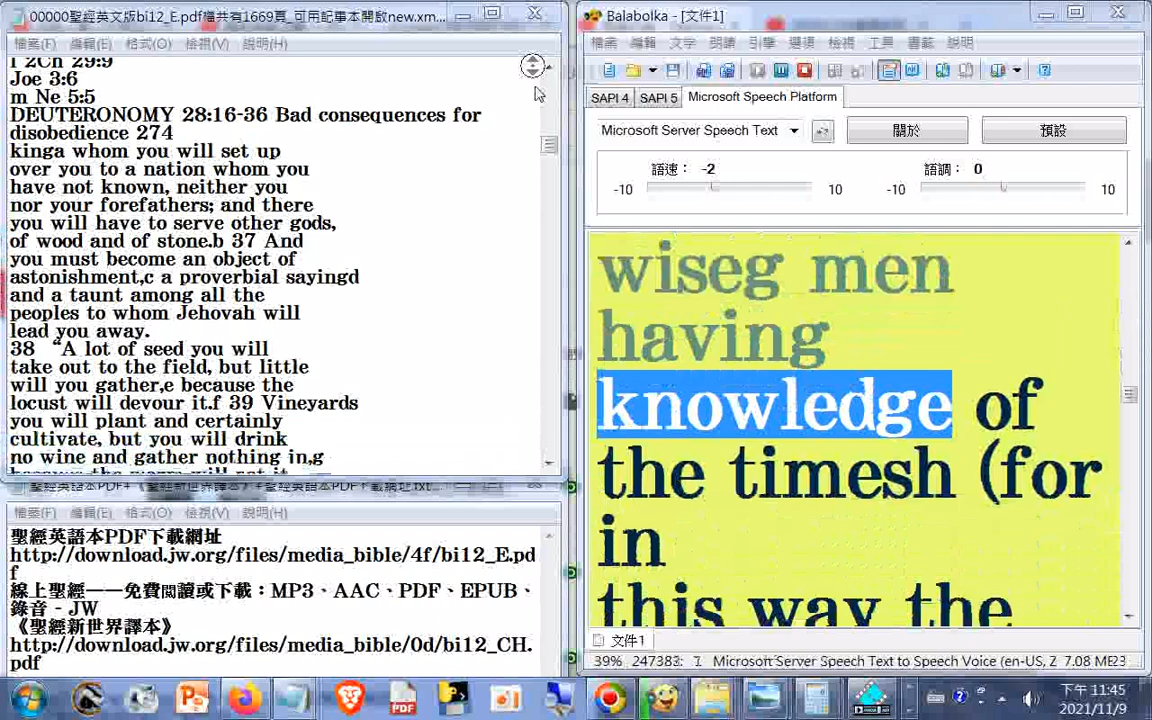 00000聖經英文版bi12_E.pdf檔共有1669頁_可用記事本開啟new.xm...
檔案(F) 編輯(E) 格式(O) 檢視(V) 說明(H)
l 2Ch 29:9
Joe 3:6
m Ne 5:5
DEUTERONOMY 28:16-36 Bad consequences for
disobedience 274
kinga whom you will set up
over you to a nation whom you
have not known, neither you
nor your forefathers; and there
you will have to serve other gods,
of wood and of stone.b 37 And
you must become an object of
astonishment,c a proverbial sayingd
and a taunt among all the
peoples to whom Jehovah will
lead you away.
38 “A lot of seed you will
take out to the field, but little
will you gather,e because the
locust will devour it.f 39 Vineyards
you will plant and certainly
cultivate, but you will drink
no wine and gather nothing in,g
檔案(F) 編輯(E) 格式(O) 檢視(V) 說明(H)
聖經英語本PDF下載網址
http://download.jw.org/files/media_bible/4f/bi12_E.pd
f
線上聖經——免費閱讀或下載：MP3、AAC、PDF、EPUB、
錄音 - JW
《聖經新世界譯本》
http://download.jw.org/files/media_bible/0d/bi12_CH.
pdf
Balabolka - [文件1]
檔案 編輯 文字 朗讀 引擎 選項 檢視 工具 書籤 說明
SAPI 4 SAPI 5 Microsoft Speech Platform
Microsoft Server Speech Text 關於 預設
語速： -2 語調： 0
-10 10 -10 10
wiseg men
having
knowledge of
the timesh (for
in
this way the
文件1
39% 247383: 1 Microsoft Server Speech Text to Speech Voice (en-US, Z 7.08 ME23
下午 11:45
2021/11/9